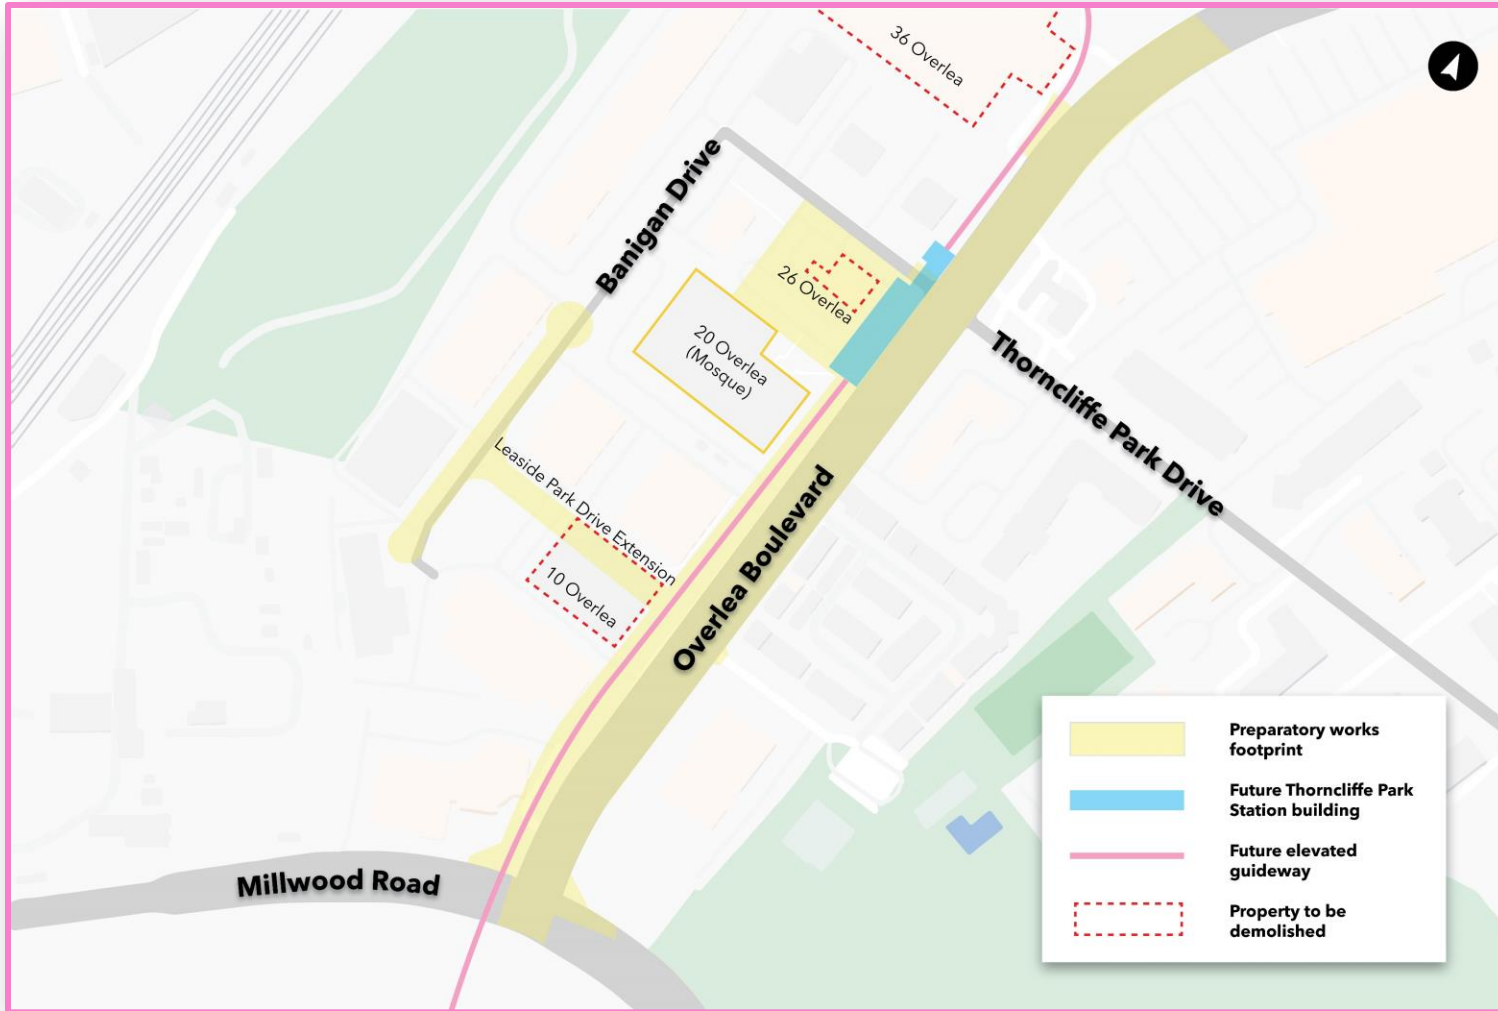 36 Overlea
Banigan Drive
26 Overlea
20 Overlea
(Mosque)
Thorncliffe Park Drive
Leaside Park Drive Extension
10 Overlea
Overlea Boulevard
Millwood Road
Preparatory works
footprint
Future Thorncliffe Park
Station building
Future elevated
guideway
Property to be
demolished